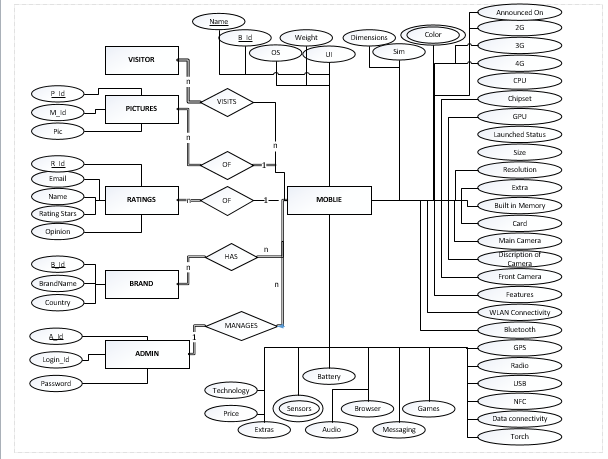 Name
Announced On
2G
B_Id
Weight
Dimensions
Color
3G
OS
UI
Sim
VISITOR
4G
n
CPU
P_Id
Chipset
PICTURES
VISITS
M_Id
GPU
Pic
n
Launched Status
n
Size
R_Id
OF
1
Resolution
Email
Extra
Name
RATINGS
n
OF
1
MOBLIE
Built in Memory
Rating Stars
Card
Opinion
Main Camera
HAS
n
Discription of
Camera
B_Id
n
Front Camera
BrandName
BRAND
n
Features
Country
WLAN Connectivity
MANAGES
Bluetooth
A_Id
1
GPS
Login_Id
ADMIN
Radio
Password
Battery
USB
Technology
NFC
Price
Sensors
Browser
Games
Data connectivity
Extras
Audio
Messaging
Torch